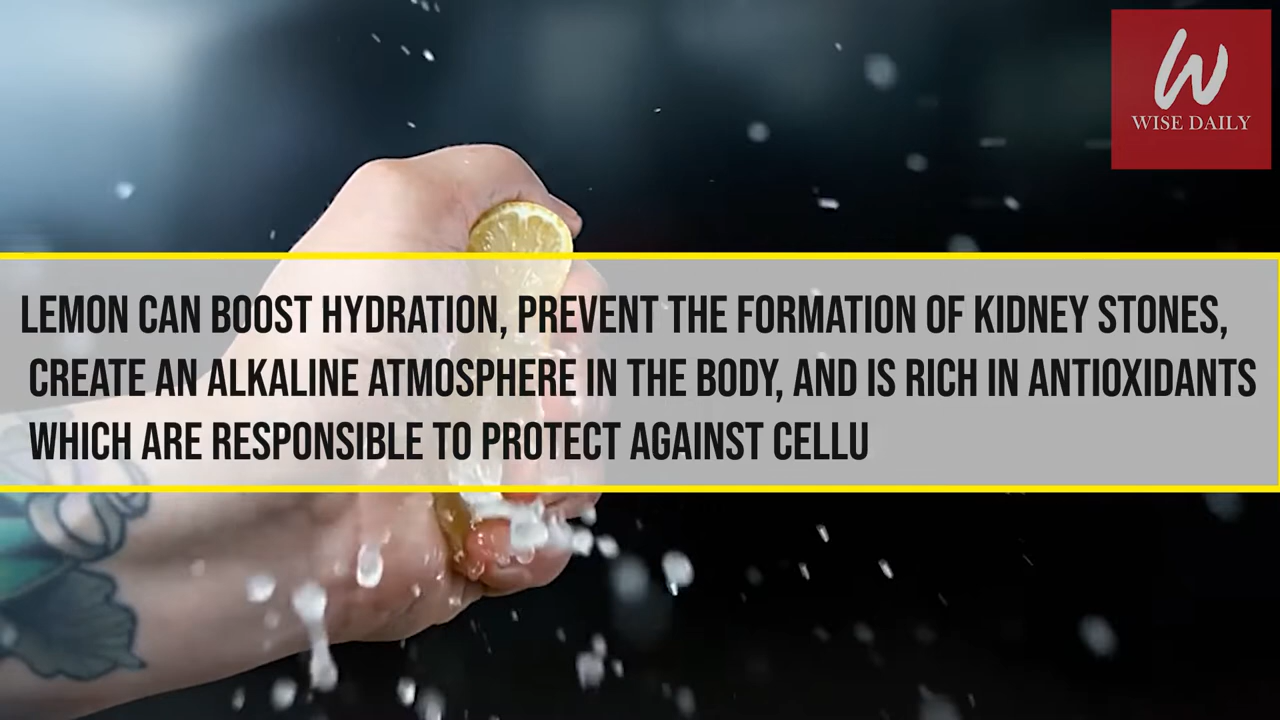 W
WISE DAILY
LEMON CAN BOOST HYDRATION, PREVENT THE FORMATION OF KIDNEY STONES,
CREATE AN ALKALINE ATMOSPHERE IN THE BODY, AND IS RICH IN ANTIOXIDANTS
WHICH ARE RESPONSIBLE TO PROTECT AGAINST CELLU